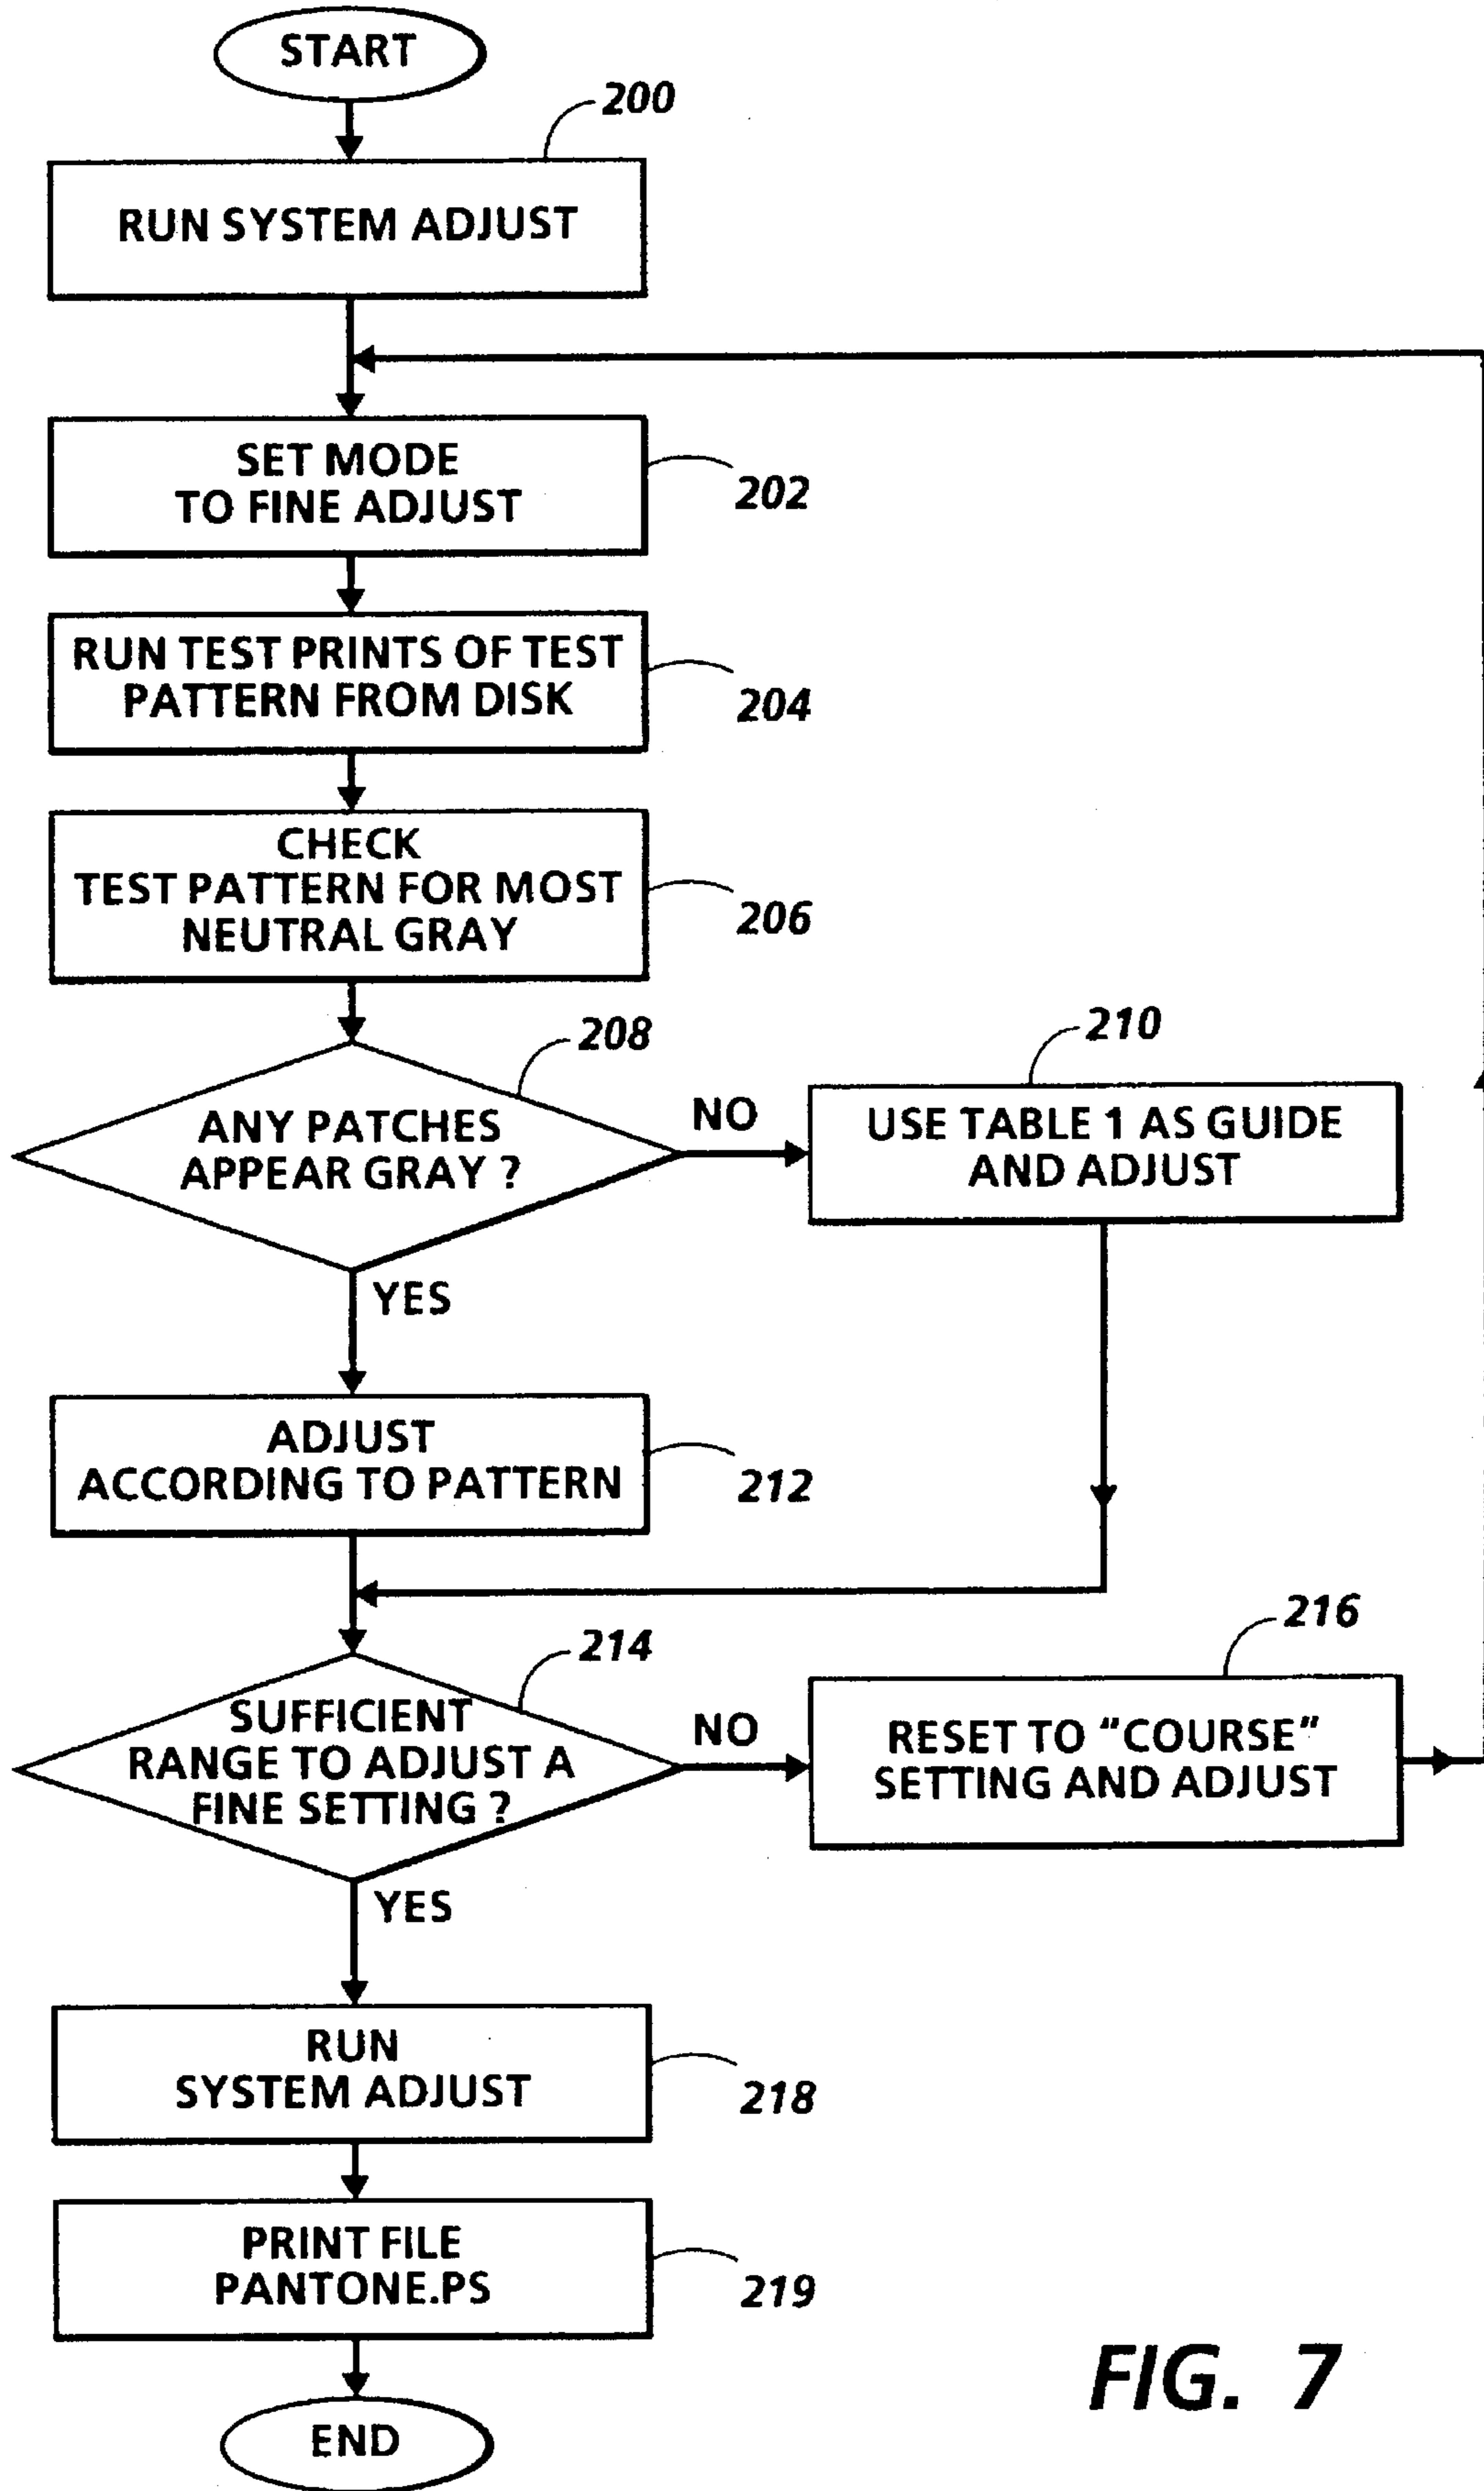 START
200
RUN SYSTEM ADJUST
SET MODE
TO FINE ADJUST
202
RUN TEST PRINTS OF TEST
PATTERN FROM DISK
204
CHECK
TEST PATTERN FOR MOST
NEUTRAL GRAY
206
208
ANY PATCHES
APPEAR GRAY ?
NO
210
USE TABLE 1 AS GUIDE
AND ADJUST
YES
ADJUST
ACCORDING TO PATTERN
212
214
SUFFICIENT
RANGE TO ADJUST A
FINE SETTING ?
NO
216
RESET TO "COURSE"
SETTING AND ADJUST
YES
RUN
SYSTEM ADJUST
218
PRINT FILE
PANTONE.PS
219
END
FIG. 7